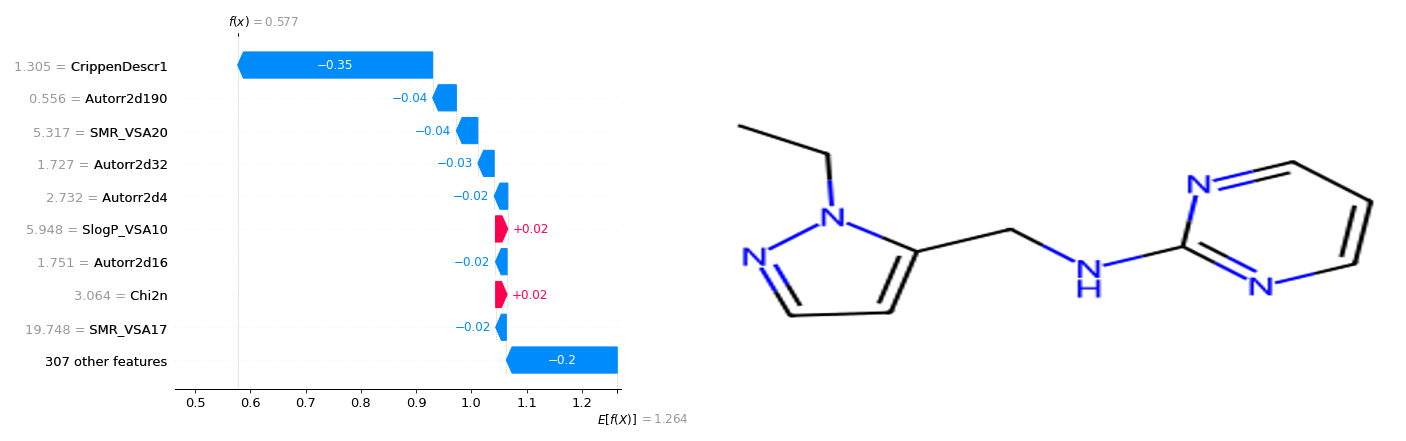 f(x) = 0.577
1.305 = CrippenDescr1
−0.35
0.556 = Autorr2d190
−0.04
5.317 = SMR_VSA20
−0.04
1.727 = Autorr2d32
−0.03
2.732 = Autorr2d4
−0.02
5.948 = SlogP_VSA10
+0.02
1.751 = Autorr2d16
−0.02
3.064 = Chi2n
+0.02
19.748 = SMR_VSA17
−0.02
307 other features
−0.2
0.5 0.6 0.7 0.8 0.9 1.0 1.1 1.2
E[f(X)] = 1.264
N
N
N
H
N
N